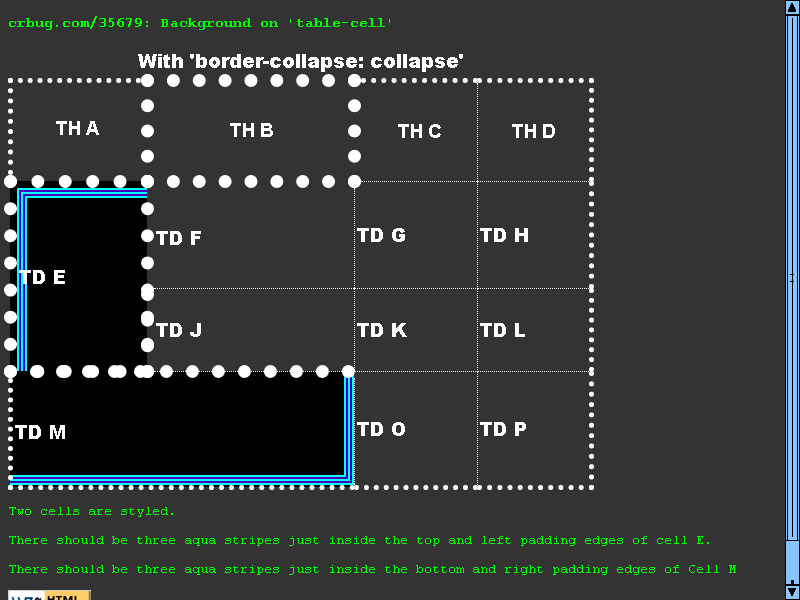 crbug.com/35679: Background on 'table-cell'
With 'border-collapse: collapse'
TH A TH B TH C TH D
TD E TD F TD G TD H
TD J TD K TD L
TD M TD O TD P
Two cells are styled.
There should be three aqua stripes just inside the top and left padding edges of cell E.
There should be three aqua stripes just inside the bottom and right padding edges of Cell M